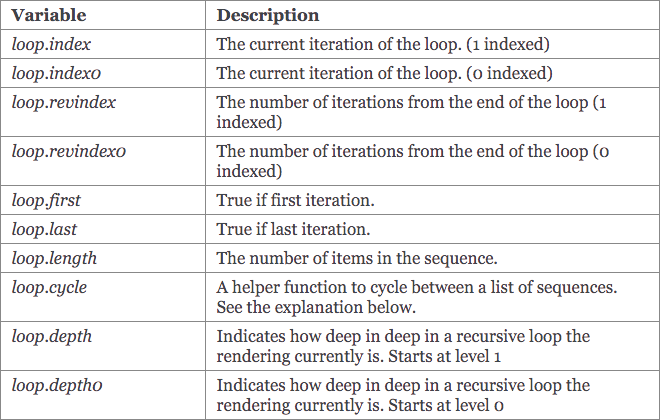 Variable Description
loop.index The current iteration of the loop. (1 indexed)
loop.index0 The current iteration of the loop. (0 indexed)
loop.revindex The number of iterations from the end of the loop (1
indexed)
loop.revindex0 The number of iterations from the end of the loop (0
indexed)
loop.first True if first iteration.
loop.last True if last iteration.
loop.length The number of items in the sequence.
loop.cycle A helper function to cycle between a list of sequences.
See the explanation below.
loop.depth Indicates how deep in deep in a recursive loop the
rendering currently is. Starts at level 1
loop.depth0 Indicates how deep in deep in a recursive loop the
rendering currently is. Starts at level 0